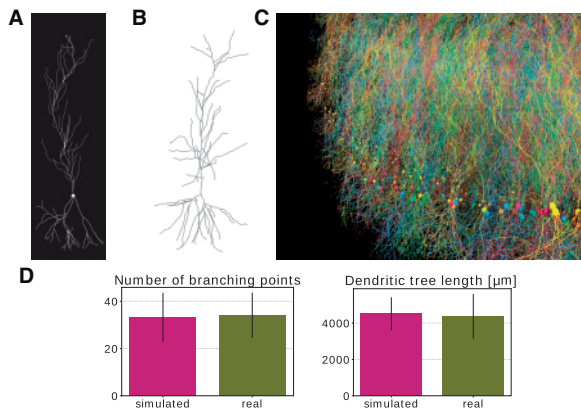 A
B
C
D
Number of branching points
40
20
0
simulated
real
Dendritic tree length [µm]
4000
2000
0
simulated
real